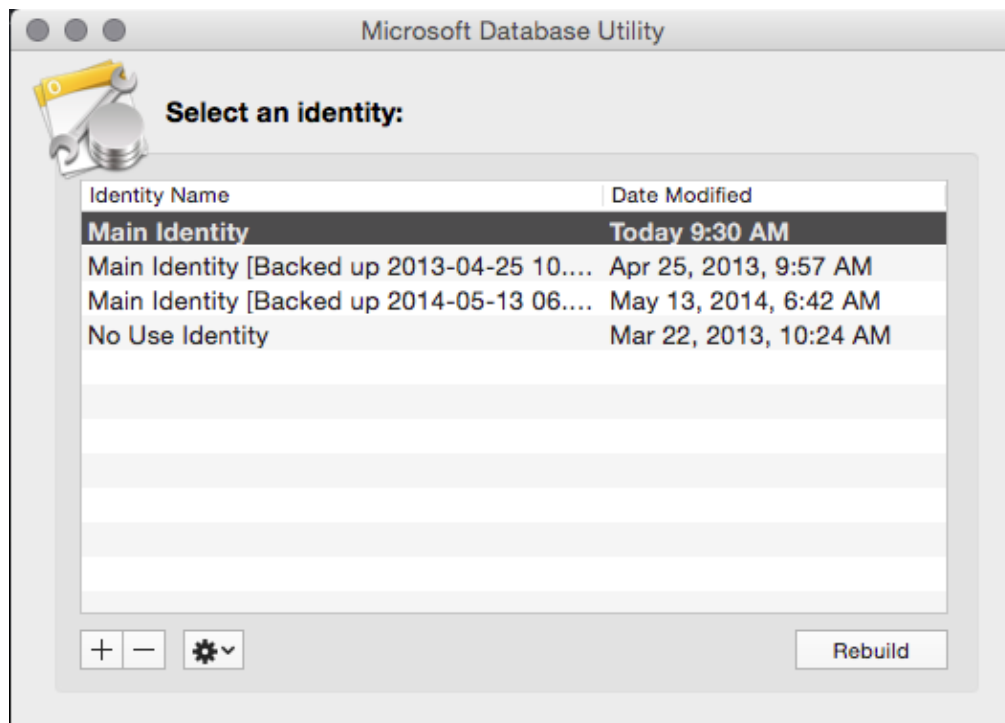 Microsoft Database Utility
Select an identity:
Identity Name Date Modified
Main Identity Today 9:30 AM
Main Identity [Backed up 2013-04-25 10.... Apr 25, 2013, 9:57 AM
Main Identity [Backed up 2014-05-13 06.... May 13, 2014, 6:42 AM
No Use Identity Mar 22, 2013, 10:24 AM
Rebuild